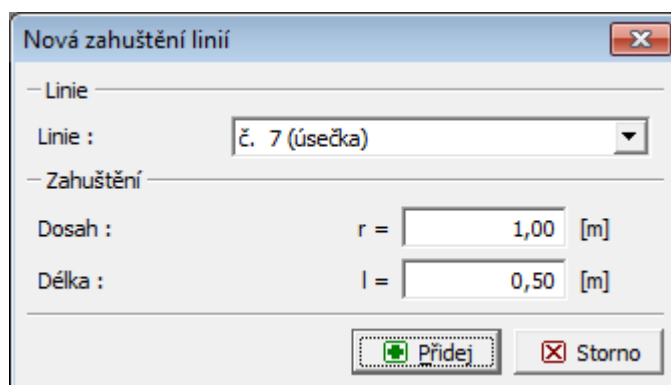 Nová zahuštění linií
Linie
Linie : č. 7 (úsečka)
Zahuštění
Dosah : r = 1,00 [m]
Délka : l = 0,50 [m]
Přidej Storno